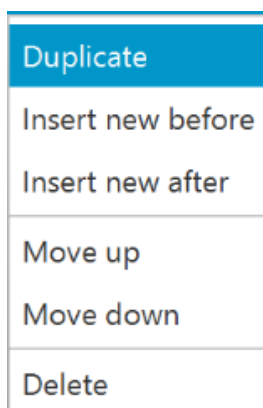 Duplicate
Insert new before
Insert new after
Move up
Move down
Delete